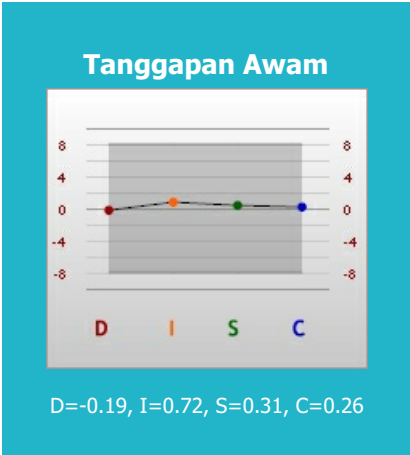 Tanggapan Awam
8 8
4 4
0 0
-4 -4
-8 -8
D I S C
D=-0.19, I=0.72, S=0.31, C=0.26